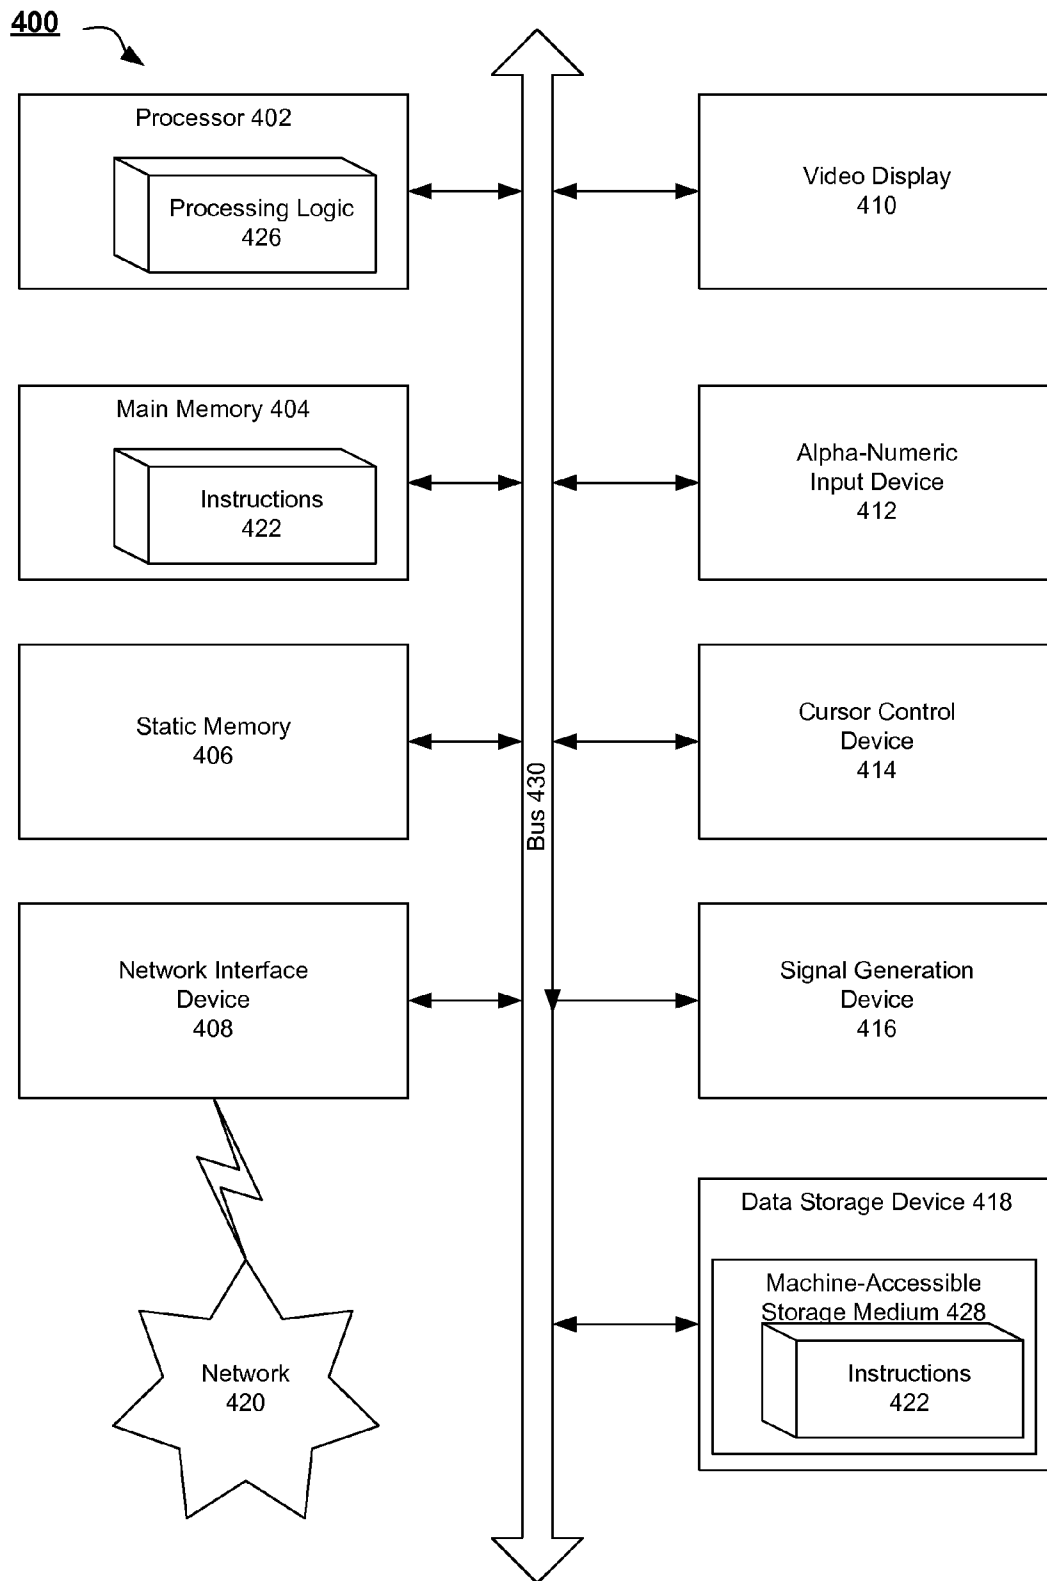 400
Processor 402
Processing Logic
426
Video Display
410
Main Memory 404
Instructions
422
Alpha-Numeric
Input Device
412
Static Memory
406
Cursor Control
Device
414
Bus 430
Network Interface
Device
408
Signal Generation
Device
416
Data Storage Device 418
Machine-Accessible
Storage Medium 428
Instructions
422
Network
420